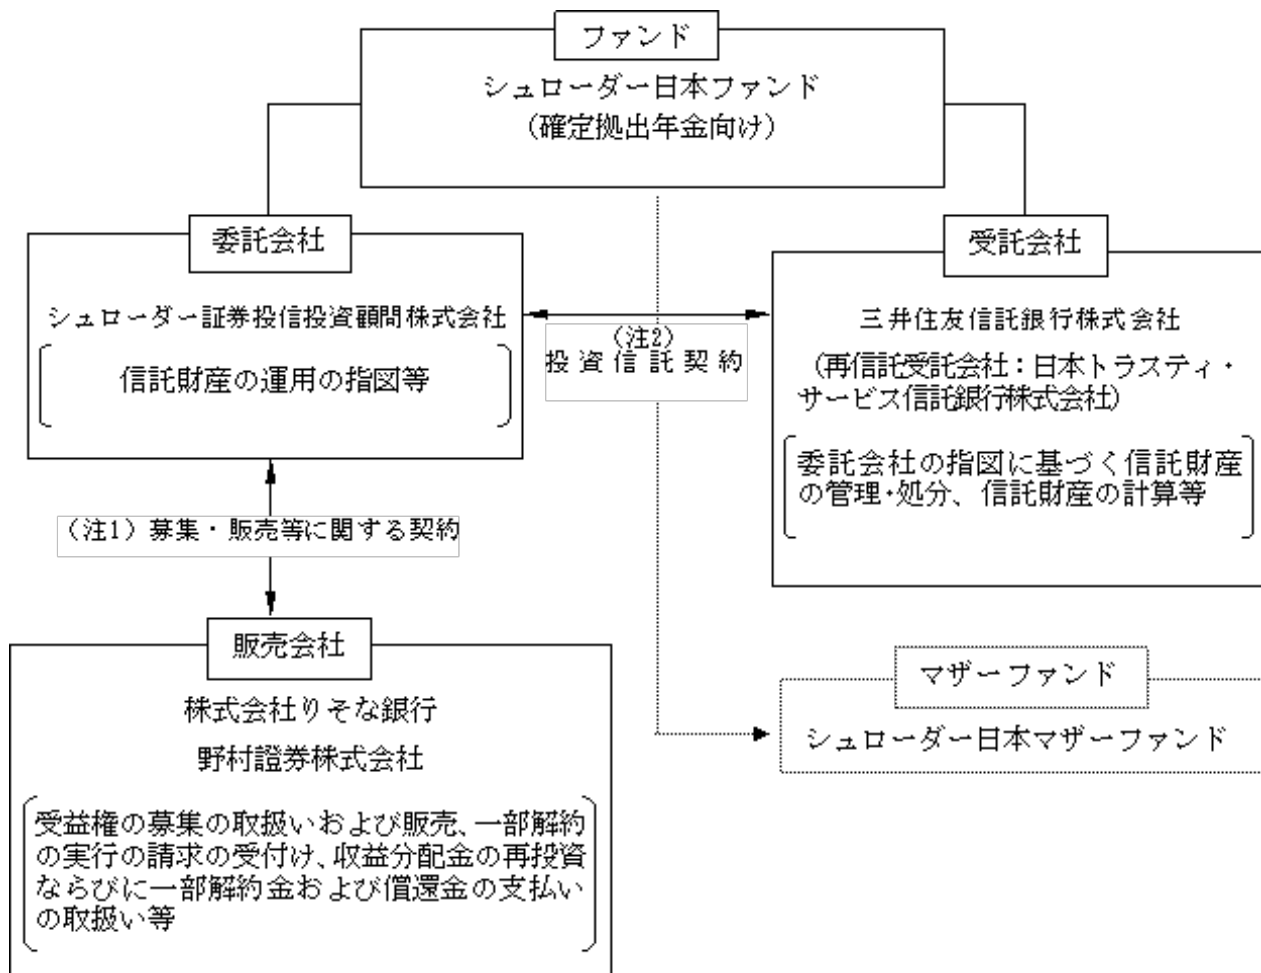 ファンド
シュローダー日本ファンド
（確定拠出年金向け）
委託会社
シュローダー証券投信投資顧問株式会社
信託財産の運用の指図等
（注2）
投資信託契約
受託会社
三井住友信託銀行株式会社
（再信託受託会社：日本トラスティ・
サービス信託銀行株式会社）
委託会社の指図に基づく信託財産
の管理・処分、信託財産の計算等
（注1）募集・販売等に関する契約
販売会社
株式会社りそな銀行
野村證券株式会社
受益権の募集の取扱いおよび販売、一部解約
の実行の請求の受付け、収益分配金の再投資
ならびに一部解約金および償還金の支払い
の取扱い等
マザーファンド
シュローダー日本マザーファンド